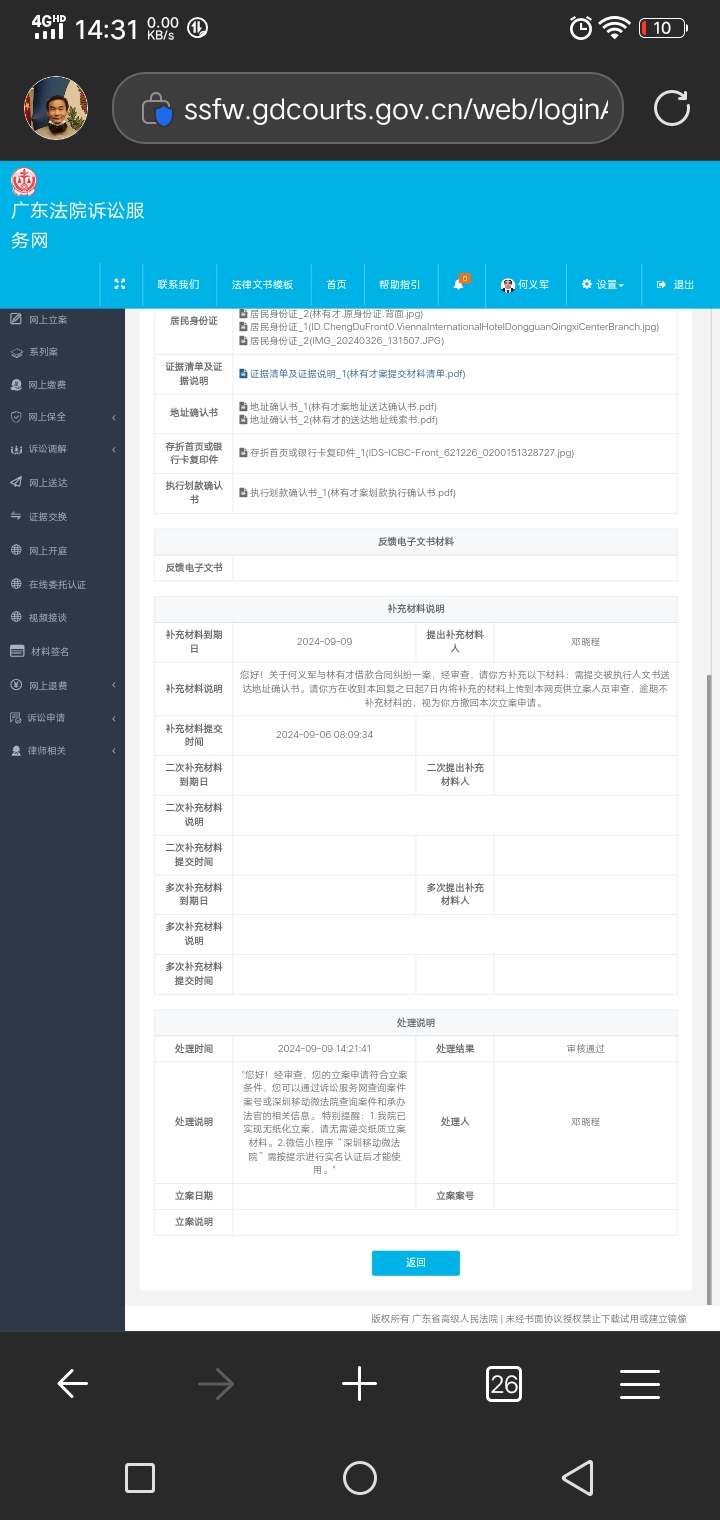 4GHD 14:31 0.00 KB/s 10
ssfw.gdcourts.gov.cn/web/loginA
广东法院诉讼服
务网
联系我们 法律文书模板 首页 帮助指引 0 何义军 设置 退出
网上立案
系列案
网上缴费
网上保全
诉讼调解
网上送达
证据交换
网上开庭
在线委托认证
视频接谈
材料签名
网上退费
诉讼申请
律师相关
居民身份证
居民身份证_2(林有才.原身份证.背面.jpg)
居民身份证_1(ID.ChengDuFront0.ViennaInternationalHotelDongguanQingxiCenterBranch.jpg)
居民身份证_2(IMG_20240326_131507.JPG)
证据清单及证
据说明
证据清单及证据说明_1(林有才案提交材料清单.pdf)
地址确认书
地址确认书_1(林有才案地址送达确认书.pdf)
地址确认书_2(林有才的送达地址线索书.pdf)
存折首页或银
行卡复印件
存折首页或银行卡复印件_1(IDS-ICBC-Front_621226_0200151328727.jpg)
执行划款确认
书
执行划款确认书_1(林有才案划款执行确认书.pdf)
反馈电子文书材料
反馈电子文书
补充材料说明
补充材料到期
日
2024-09-09
提出补充材料
人
邓晓程
补充材料说明
您好！关于何义军与林有才借款合同纠纷一案，经审查，请你方补充以下材料：需提交被执行人文书送
达地址确认书。请你方在收到本回复之日起7日内将补充的材料上传到本网页供立案人员审查，逾期不
补充材料的，视为你方撤回本次立案申请。
补充材料提交
时间
2024-09-06 08:09:34
二次补充材料
到期日
二次提出补充
材料人
二次补充材料
说明
二次补充材料
提交时间
多次补充材料
到期日
多次提出补充
材料人
多次补充材料
说明
多次补充材料
提交时间
处理说明
处理时间 2024-09-09 14:21:41 处理结果 审核通过
处理说明
"您好！经审查，您的立案申请符合立案
条件，您可以通过诉讼服务网查询案件
案号或深圳移动微法院查询案件和承办
法官的相关信息。特别提醒：1.我院已
实现无纸化立案，请无需递交纸质立案
材料。2.微信小程序“深圳移动微法
院”需按提示进行实名认证后才能使
用。"
处理人 邓晓程
立案日期 立案案号
立案说明
返回
版权所有 广东省高级人民法院 | 未经书面协议授权禁止下载试用或建立镜像
26